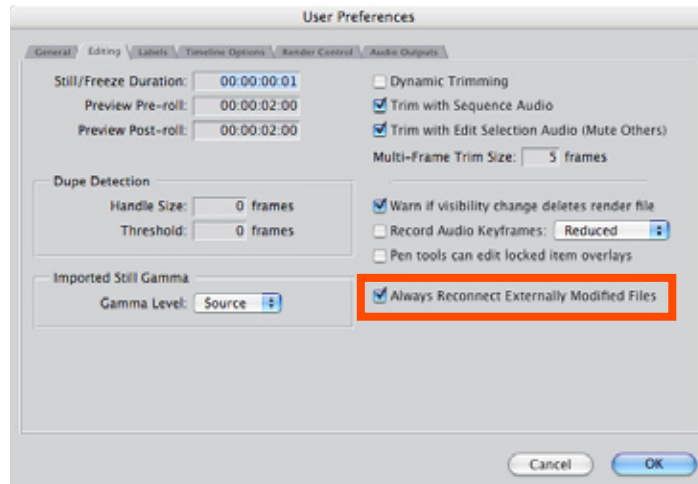 User Preferences
General Editing Labels Timeline Options Render Control Audio Outputs
Still/Freeze Duration: 00:00:00:01
Preview Pre-roll: 00:00:02:00
Preview Post-roll: 00:00:02:00
Dynamic Trimming
Trim with Sequence Audio
Trim with Edit Selection Audio (Mute Others)
Multi-Frame Trim Size: 5 frames
Dupe Detection
Handle Size: 0 frames
Threshold: 0 frames
Warn if visibility change deletes render file
Record Audio Keyframes: Reduced
Pen tools can edit locked item overlays
Imported Still Gamma
Gamma Level: Source
Always Reconnect Externally Modified Files
Cancel OK